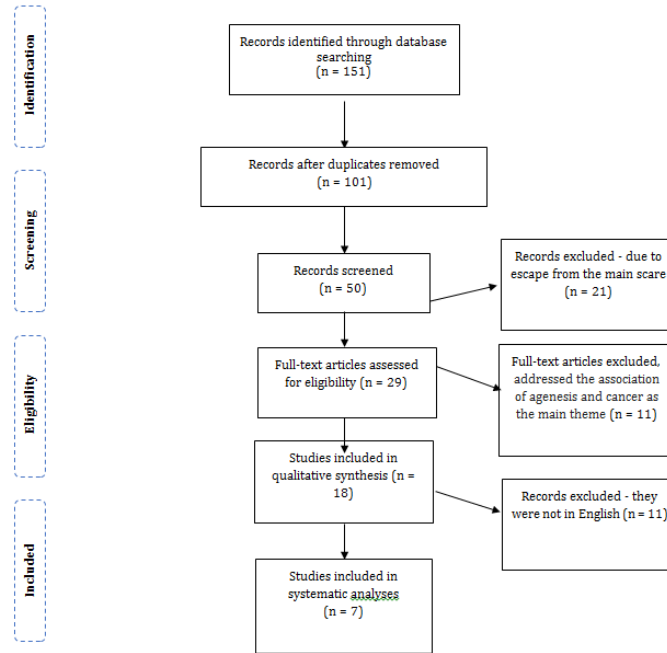 Identification
Records identified through database
searching
(n = 151)
Records after duplicates removed
(n = 101)
Screening
Records screened
(n = 50)
Records excluded - due to
escape from the main scare
(n = 21)
Eligibility
Full-text articles assessed
for eligibility (n = 29)
Full-text articles excluded,
addressed the association
of agenesis and cancer as
the main theme (n = 11)
Studies included in
qualitative synthesis (n =
18)
Records excluded - they
were not in English (n = 11)
Included
Studies included in
systematic analyses
(n = 7)